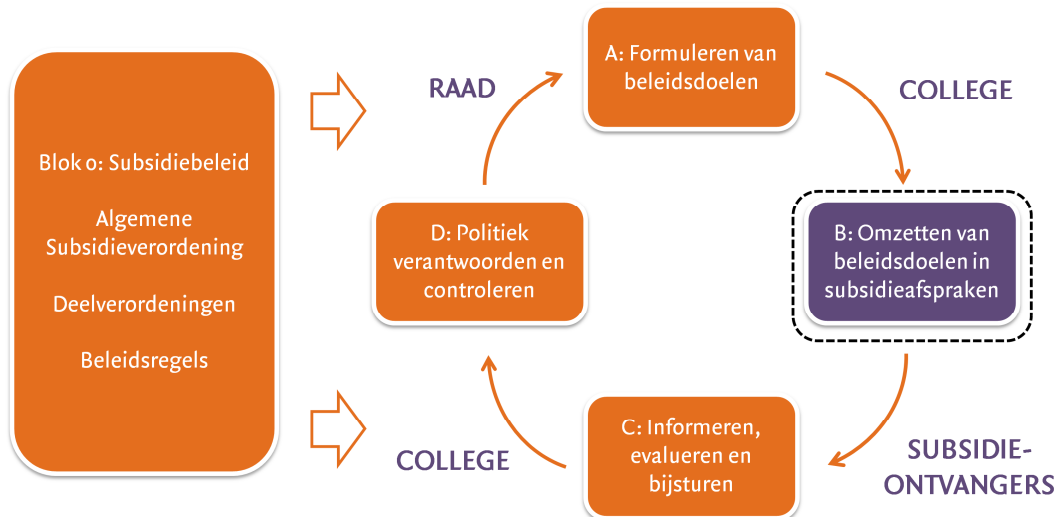 Blok 0: Subsidiebeleid
Algemene
Subsidieverordening
Deelverordeningen
Beleidsregels
RAAD
A: Formuleren van
beleidsdoelen
COLLEGE
D: Politiek
verantwoorden en
controleren
B: Omzetten van
beleidsdoelen in
subsidieafspraken
COLLEGE
C: Informeren,
evalueren en
bijsturen
SUBSIDIE-
ONTVANGERS